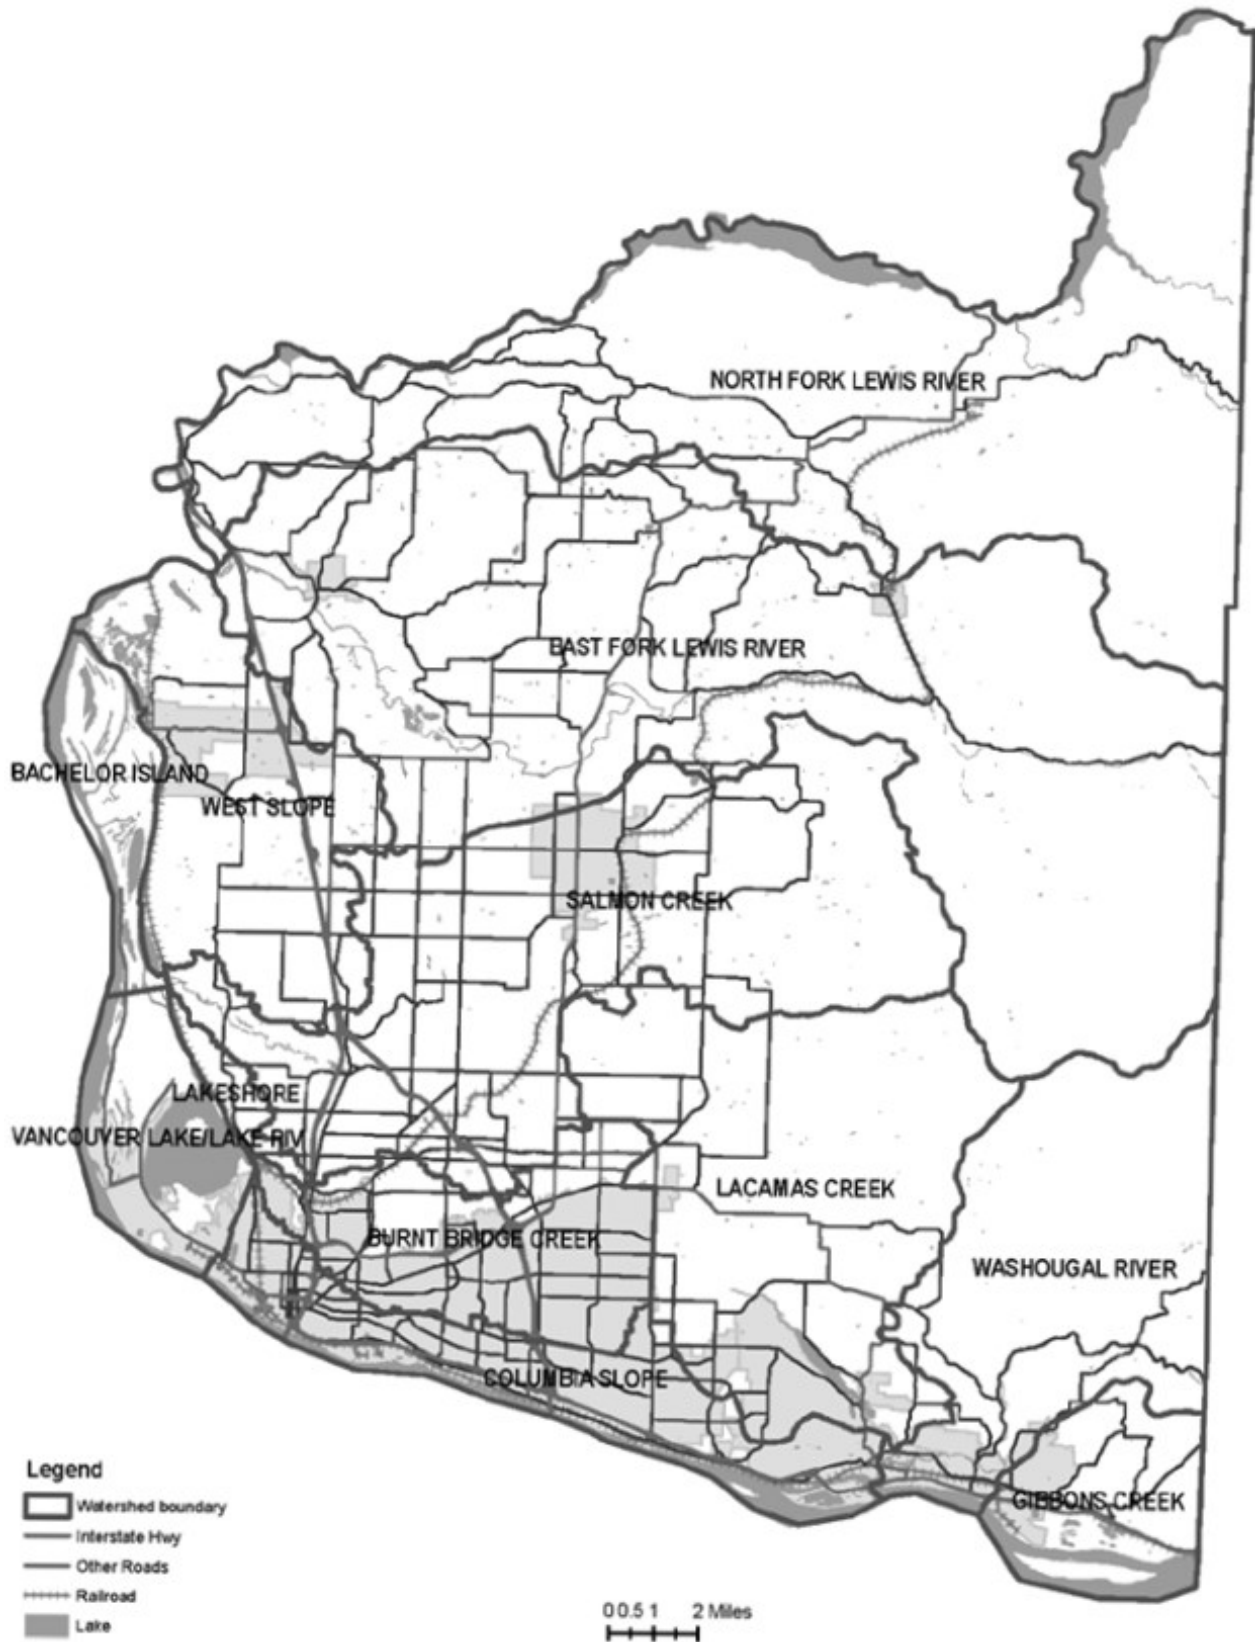 NORTH FORK LEWIS RIVER
EAST FORK LEWIS RIVER
BACHELOR ISLAND
WEST SLOPE
SALMON CREEK
LAKESHORE
VANCOUVER LAKE/LAKE RIV
LACAMAS CREEK
BURNT BRIDGE CREEK
WASHOUGAL RIVER
COLUMBIA SLOPE
GIBBONS CREEK
Legend
Watershed boundary
Interstate Hwy
Other Roads
Railroad
Lake
0 0.5 1 2 Miles